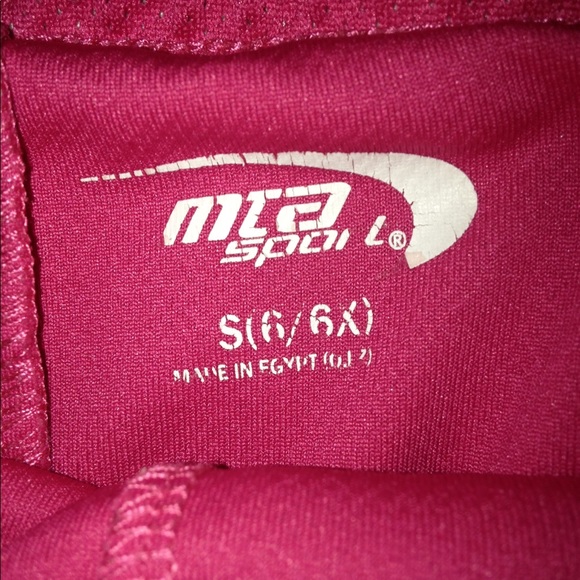 mta
sport®
S(6/6X)
MADE IN EGYPT